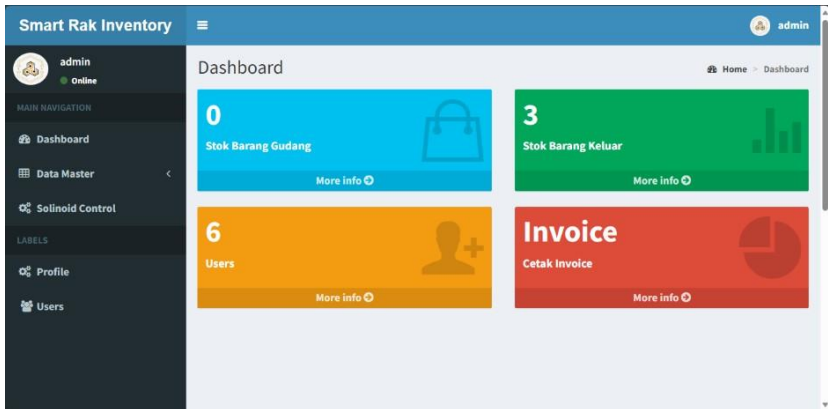 Smart Rak Inventory
admin
admin
Online
MAIN NAVIGATION
Dashboard
Data Master
Solinoid Control
LABELS
Profile
Users
Dashboard
Home > Dashboard
0
Stok Barang Gudang
More info
3
Stok Barang Keluar
More info
6
Users
More info
Invoice
Cetak Invoice
More info